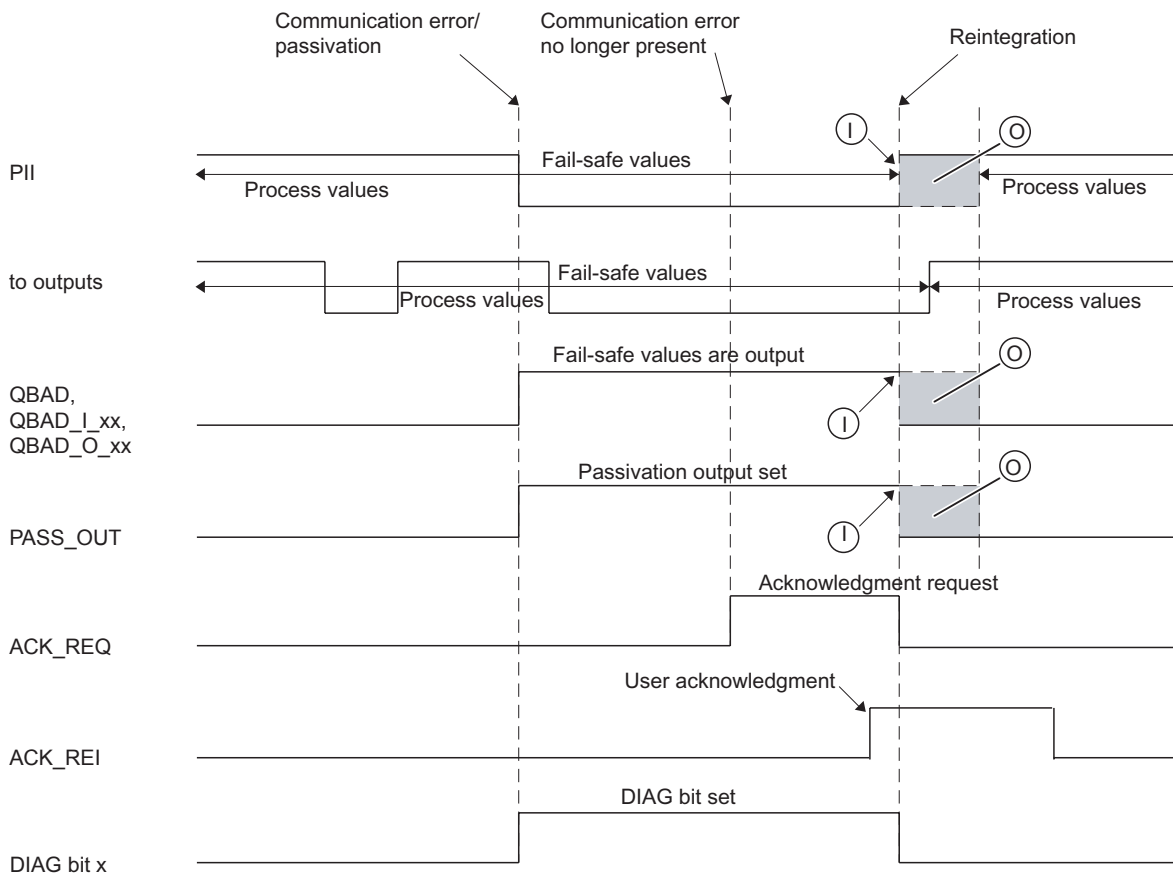 Communication error/
passivation
Communication error
no longer present
Reintegration
I
O
PII
Fail-safe values
Process values
Process values
to outputs
Fail-safe values
Process values
Process values
Fail-safe values are output
O
QBAD,
QBAD_I_xx,
QBAD_O_xx
I
Passivation output set
O
PASS_OUT
I
Acknowledgment request
ACK_REQ
User acknowledgment
ACK_REI
DIAG bit set
DIAG bit x